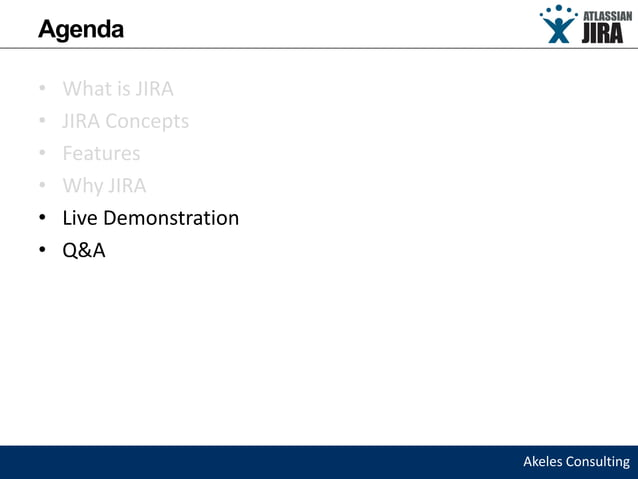 Agenda
ATLASSIAN
JIRA
• What is JIRA
• JIRA Concepts
• Features
• Why JIRA
• Live Demonstration
• Q&A
Akeles Consulting